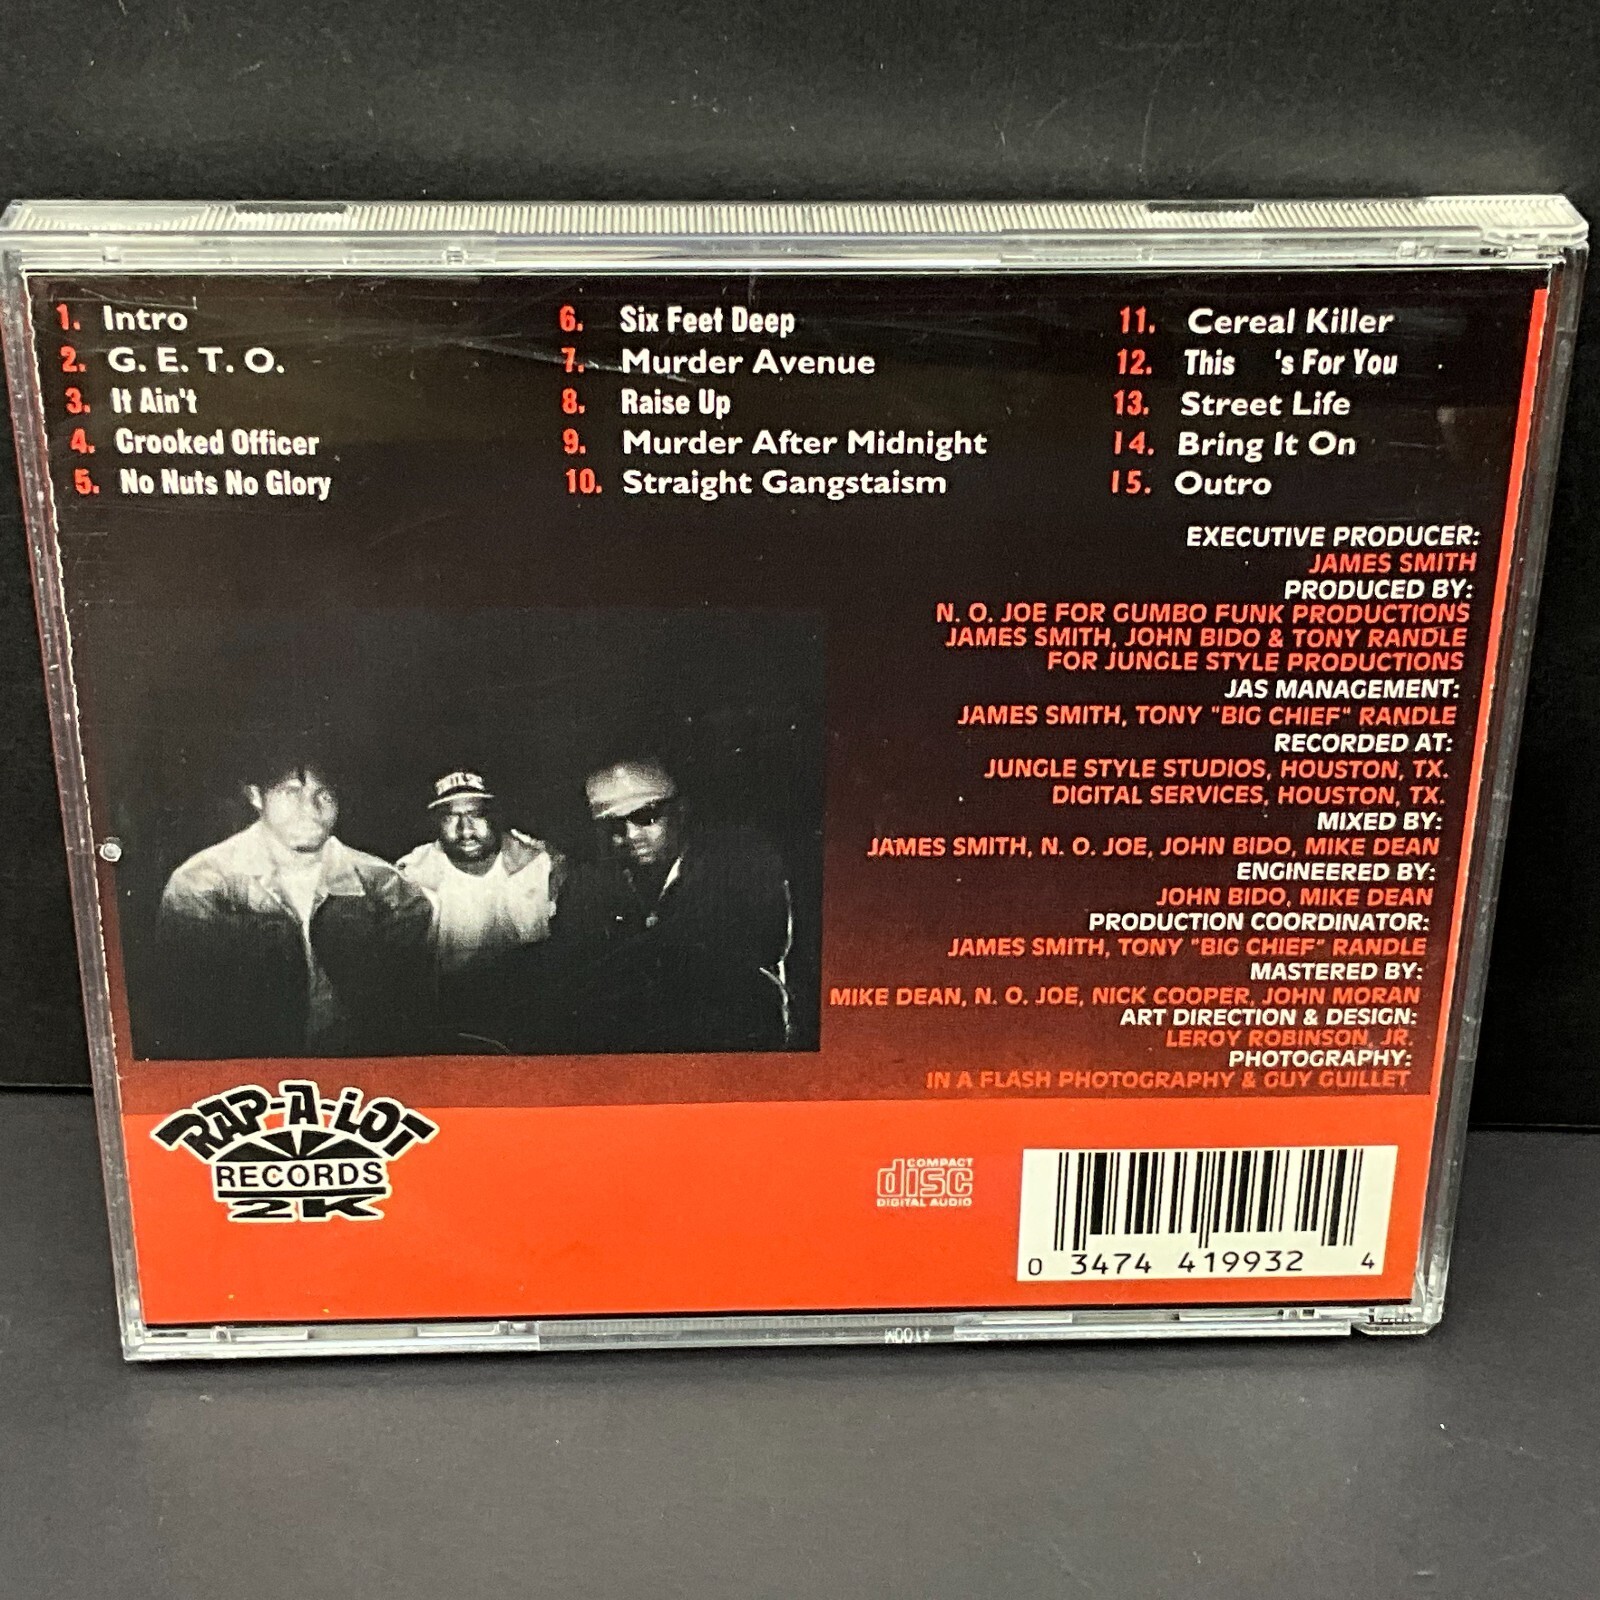 1. Intro
2. G. E. T. O.
3. It Ain't
4. Crooked Officer
5. No Nuts No Glory
6. Six Feet Deep
7. Murder Avenue
8. Raise Up
9. Murder After Midnight
10. Straight Gangstaism
11. Cereal Killer
12. This 's For You
13. Street Life
14. Bring It On
15. Outro
EXECUTIVE PRODUCER:
JAMES SMITH
PRODUCED BY:
N. O. JOE FOR GUMBO FUNK PRODUCTIONS
JAMES SMITH, JOHN BIDO & TONY RANDLE
FOR JUNGLE STYLE PRODUCTIONS
JAS MANAGEMENT:
JAMES SMITH, TONY "BIG CHIEF" RANDLE
RECORDED AT:
JUNGLE STYLE STUDIOS, HOUSTON, TX.
DIGITAL SERVICES, HOUSTON, TX.
MIXED BY:
JAMES SMITH, N. O. JOE, JOHN BIDO, MIKE DEAN
ENGINEERED BY:
JOHN BIDO, MIKE DEAN
PRODUCTION COORDINATOR:
JAMES SMITH, TONY "BIG CHIEF" RANDLE
MASTERED BY:
MIKE DEAN, N. O. JOE, NICK COOPER, JOHN MORAN
ART DIRECTION & DESIGN:
LEROY ROBINSON, JR.
PHOTOGRAPHY:
IN A FLASH PHOTOGRAPHY & GUY GUILLET
RAP-A-LOT
RECORDS
2K
COMPACT
disc
DIGITAL AUDIO
0 3474 419932 4